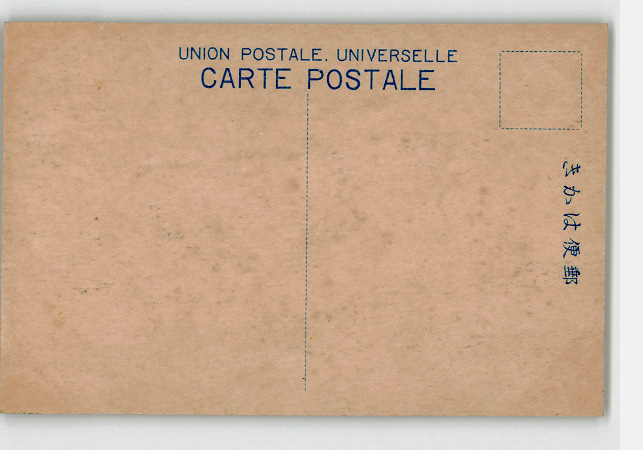 UNION POSTALE. UNIVERSELLE
CARTE POSTALE
郵便はかき